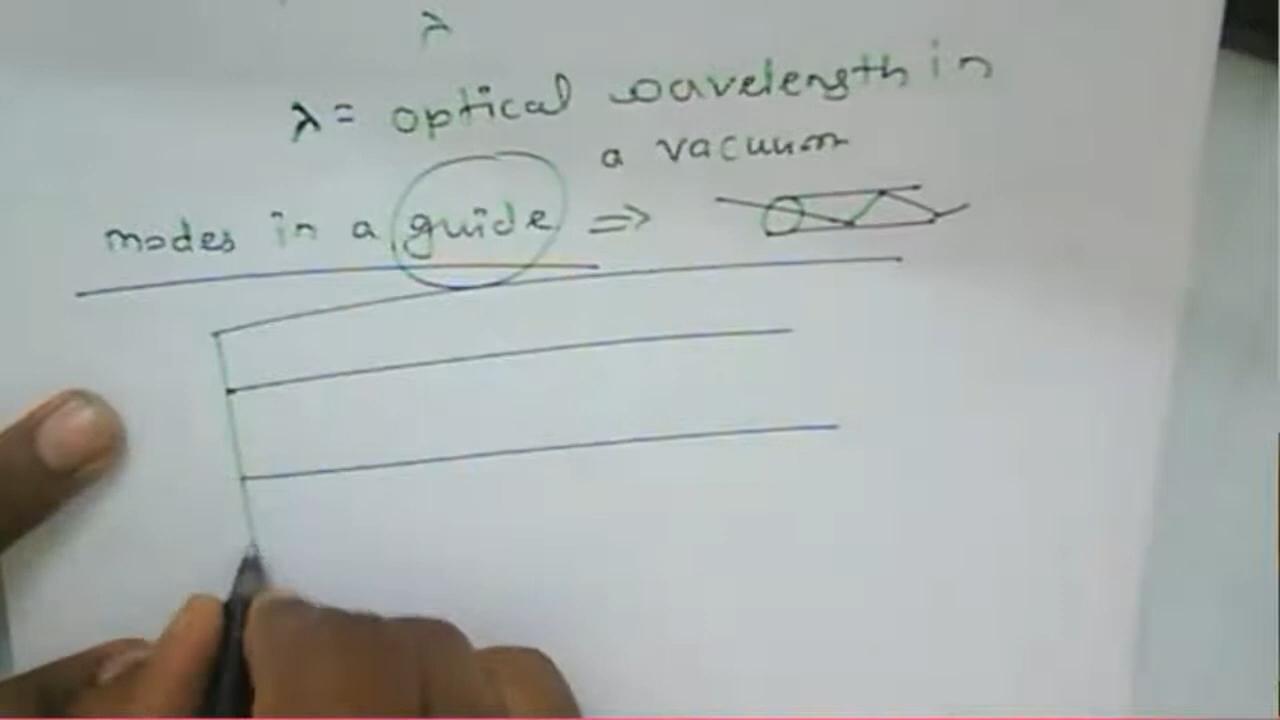 λ
λ = optical wavelength in
a vacuum
modes in a guide ⇒